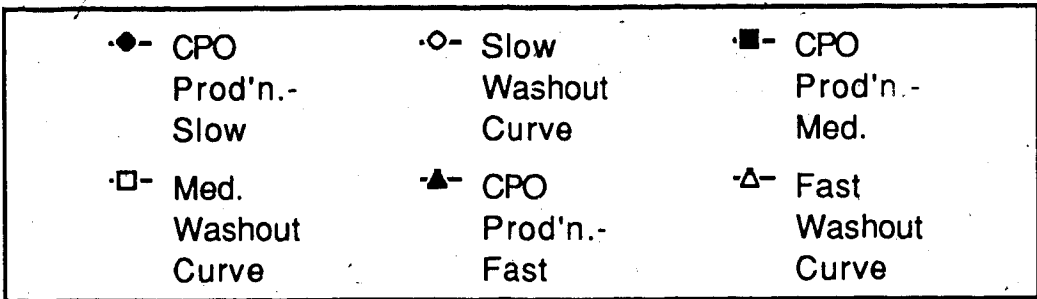 CPO
Prod'n.-
Slow
Slow
Washout
Curve
CPO
Prod'n.-
Med.
Med.
Washout
Curve
CPO
Prod'n.-
Fast
Fast
Washout
Curve